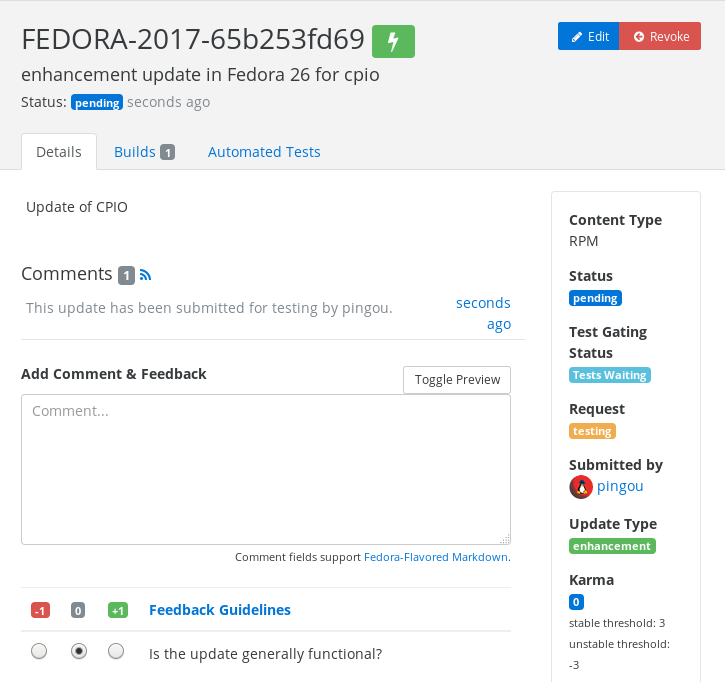 FEDORA-2017-65b253fd69
Edit
Revoke
enhancement update in Fedora 26 for cpio
Status: pending seconds ago
Details
Builds 1
Automated Tests
Update of CPIO
Comments 1
This update has been submitted for testing by pingou.
seconds
ago
Add Comment & Feedback
Toggle Preview
Comment...
Comment fields support Fedora-Flavored Markdown.
-1 0 +1 Feedback Guidelines
Is the update generally functional?
Content Type
RPM
Status
pending
Test Gating
Status
Tests Waiting
Request
testing
Submitted by
pingou
Update Type
enhancement
Karma
0
stable threshold: 3
unstable threshold:
-3